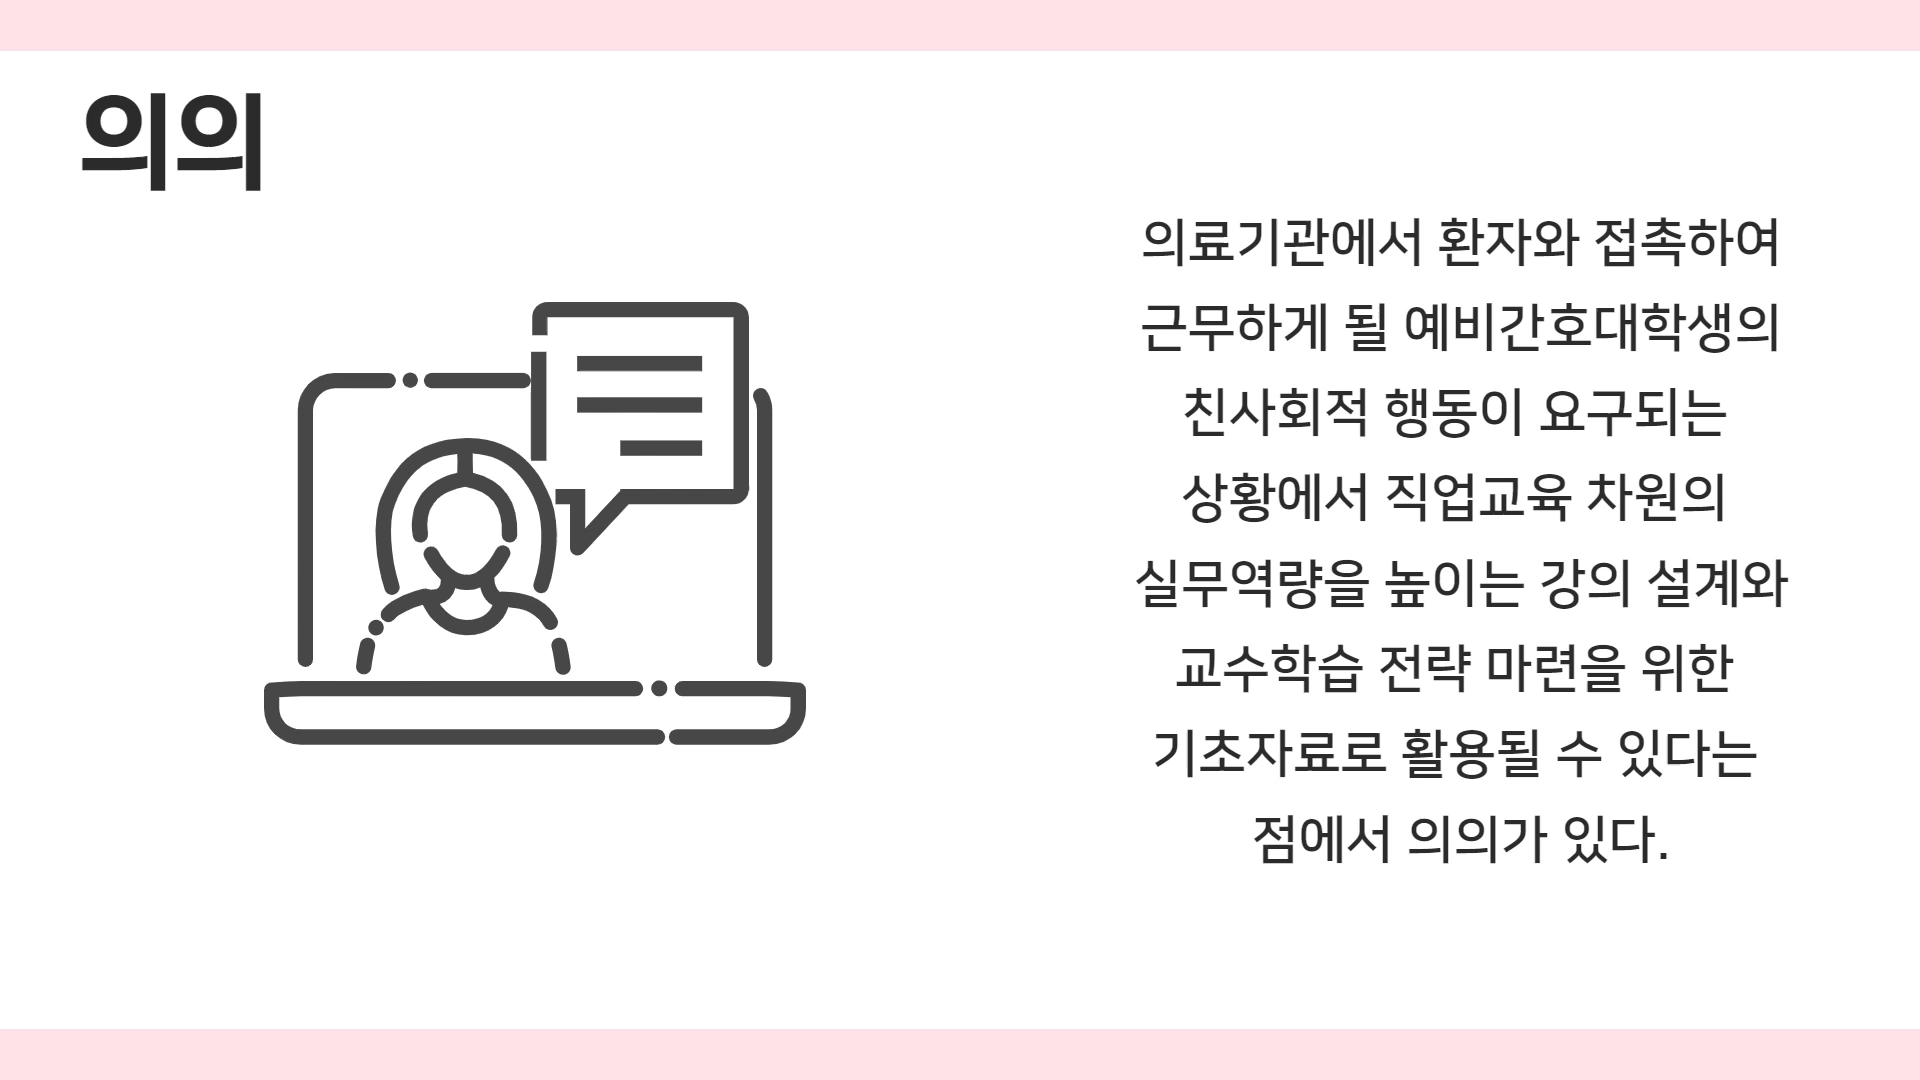 의의
의료기관에서 환자와 접촉하여
근무하게 될 예비간호대학생의
친사회적 행동이 요구되는
상황에서 직업교육 차원의
실무역량을 높이는 강의 설계와
교수학습 전략 마련을 위한
기초자료로 활용될 수 있다는
점에서 의의가 있다.